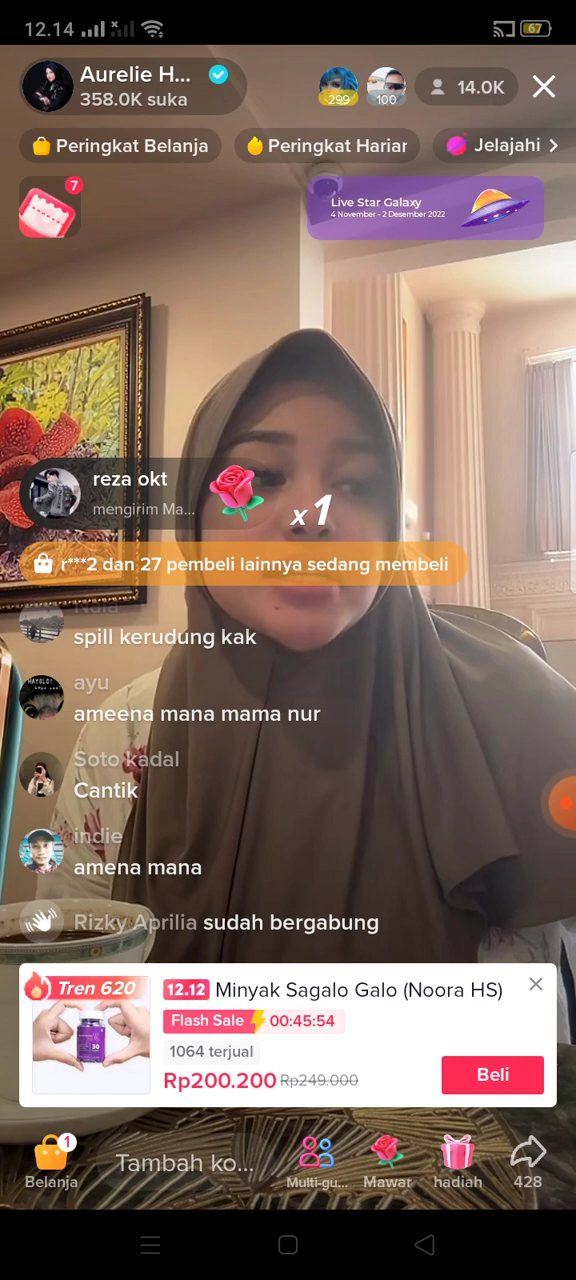 12.14
67
Aurelie H...
358.0K suka
299
100
14.0K
Peringkat Belanja
Peringkat Harian
Jelajahi
7
Live Star Galaxy
4 November - 2 Desember 2022
reza okt
mengirim Ma...
x1
r***2 dan 27 pembeli lainnya sedang membeli
Nala
spill kerudung kak
ayu
ameena mana mama nur
Soto kadal
Cantik
indie
amena mana
Rizky Aprilia sudah bergabung
Tren 620
12.12 Minyak Sagalo Galo (Noora HS)
Flash Sale 00:45:54
1064 terjual
Rp200.200 Rp249.000
Beli
30
1
Belanja
Tambah ko...
Multi-gu...
Mawar
hadiah
428